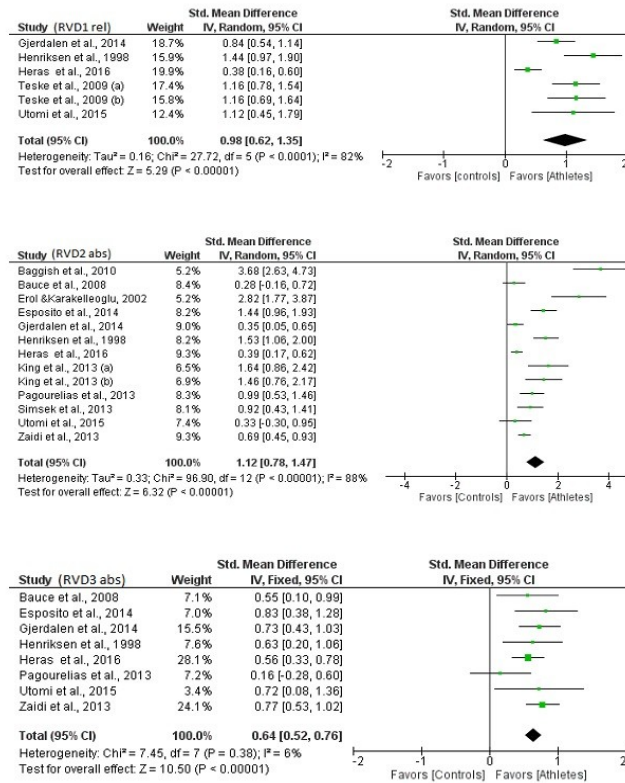 Std. Mean Difference Std. Mean Difference
Study (RVD1 rel) Weight IV, Random, 95% CI IV, Random, 95% CI
Gjerdalen et al., 2014 18.7% 0.84 [0.54, 1.14]
Henriksen et al., 1998 15.9% 1.44 [0.97, 1.90]
Heras et al., 2016 19.9% 0.38 [0.16, 0.60]
Teske et al., 2009 (a) 17.4% 1.16 [0.78, 1.54]
Teske et al., 2009 (b) 15.8% 1.16 [0.69, 1.64]
Utomi et al., 2015 12.4% 1.12 [0.45, 1.79]
Total (95% CI) 100.0% 0.98 [0.62, 1.35]
Heterogeneity: Tau² = 0.16; Chi² = 27.72, df = 5 (P < 0.0001); I² = 82%
Test for overall effect: Z = 5.29 (P < 0.00001)
-2 -1 0 1 2
Favors [controls] Favors [Athletes]
Std. Mean Difference Std. Mean Difference
Study (RVD2 abs) Weight IV, Random, 95% CI IV, Random, 95% CI
Baggish et al., 2010 5.2% 3.68 [2.63, 4.73]
Bauce et al., 2008 8.4% 0.28 [-0.16, 0.72]
Erol &Karakelleoglu, 2002 5.2% 2.82 [1.77, 3.87]
Esposito et al., 2014 8.2% 1.44 [0.96, 1.93]
Gjerdalen et al., 2014 9.0% 0.35 [0.05, 0.65]
Henriksen et al., 1998 8.2% 1.53 [1.06, 2.00]
Heras et al., 2016 9.3% 0.39 [0.17, 0.62]
King et al., 2013 (a) 6.5% 1.64 [0.86, 2.42]
King et al., 2013 (b) 6.9% 1.46 [0.76, 2.17]
Pagourelias et al., 2013 8.3% 0.99 [0.53, 1.46]
Simsek et al., 2013 8.1% 0.92 [0.43, 1.41]
Utomi et al., 2015 7.4% 0.33 [-0.30, 0.95]
Zaidi et al., 2013 9.3% 0.69 [0.45, 0.93]
Total (95% CI) 100.0% 1.12 [0.78, 1.47]
Heterogeneity: Tau² = 0.33; Chi² = 96.90, df = 12 (P < 0.00001); I² = 88%
Test for overall effect: Z = 6.32 (P < 0.00001)
-4 -2 0 2 4
Favors [Controls] Favors [Athletes]
Std. Mean Difference Std. Mean Difference
Study (RVD3 abs) Weight IV, Fixed, 95% CI IV, Fixed, 95% CI
Bauce et al., 2008 7.1% 0.55 [0.10, 0.99]
Esposito et al., 2014 7.0% 0.83 [0.38, 1.28]
Gjerdalen et al., 2014 15.5% 0.73 [0.43, 1.03]
Henriksen et al., 1998 7.6% 0.63 [0.20, 1.06]
Heras et al., 2016 28.1% 0.56 [0.33, 0.78]
Pagourelias et al., 2013 7.2% 0.16 [-0.28, 0.60]
Utomi et al., 2015 3.4% 0.72 [0.08, 1.36]
Zaidi et al., 2013 24.1% 0.77 [0.53, 1.02]
Total (95% CI) 100.0% 0.64 [0.52, 0.76]
Heterogeneity: Chi² = 7.45, df = 7 (P = 0.38); I² = 6%
Test for overall effect: Z = 10.50 (P < 0.00001)
-2 -1 0 1 2
Favors [Controls] Favors [Athletes]